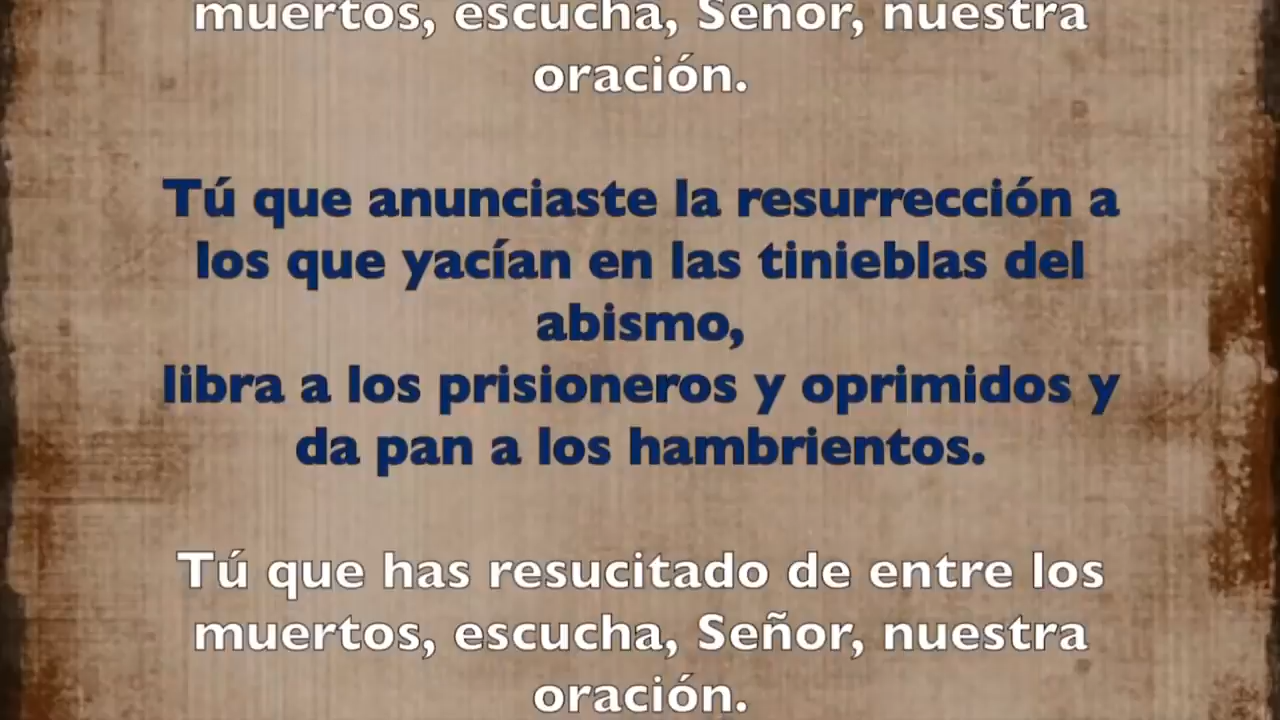 muertos, escucha, Señor, nuestra
oración.
Tú que anunciaste la resurrección a
los que yacían en las tinieblas del
abismo,
libra a los prisioneros y oprimidos y
da pan a los hambrientos.
Tú que has resucitado de entre los
muertos, escucha, Señor, nuestra
oración.